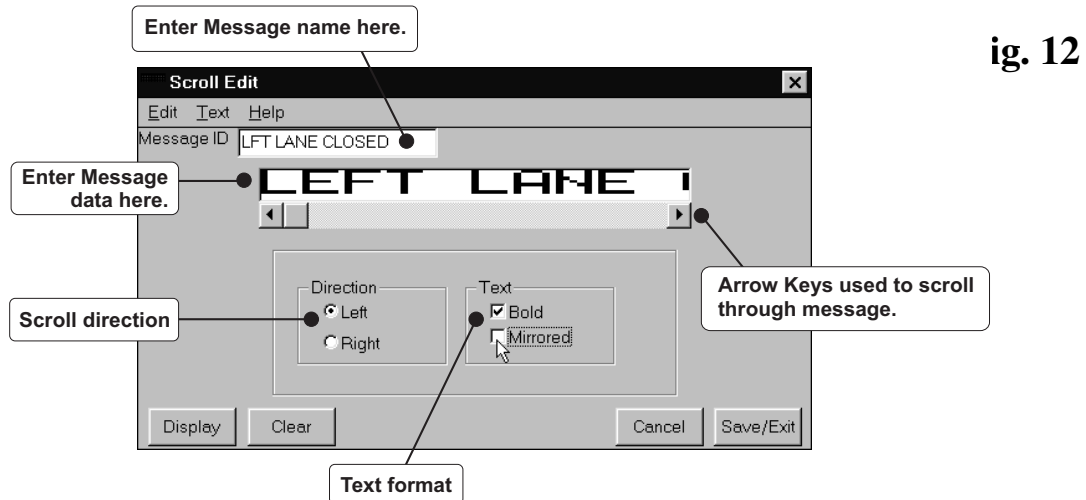 Enter Message name here.
ig. 12
Scroll Edit
Edit Text Help
Message ID LFT LANE CLOSED
Enter Message
data here.
LEFT LANE
Arrow Keys used to scroll
through message.
Direction
Left
Right
Text
Bold
Mirrored
Scroll direction
Display Clear Cancel Save/Exit
Text format